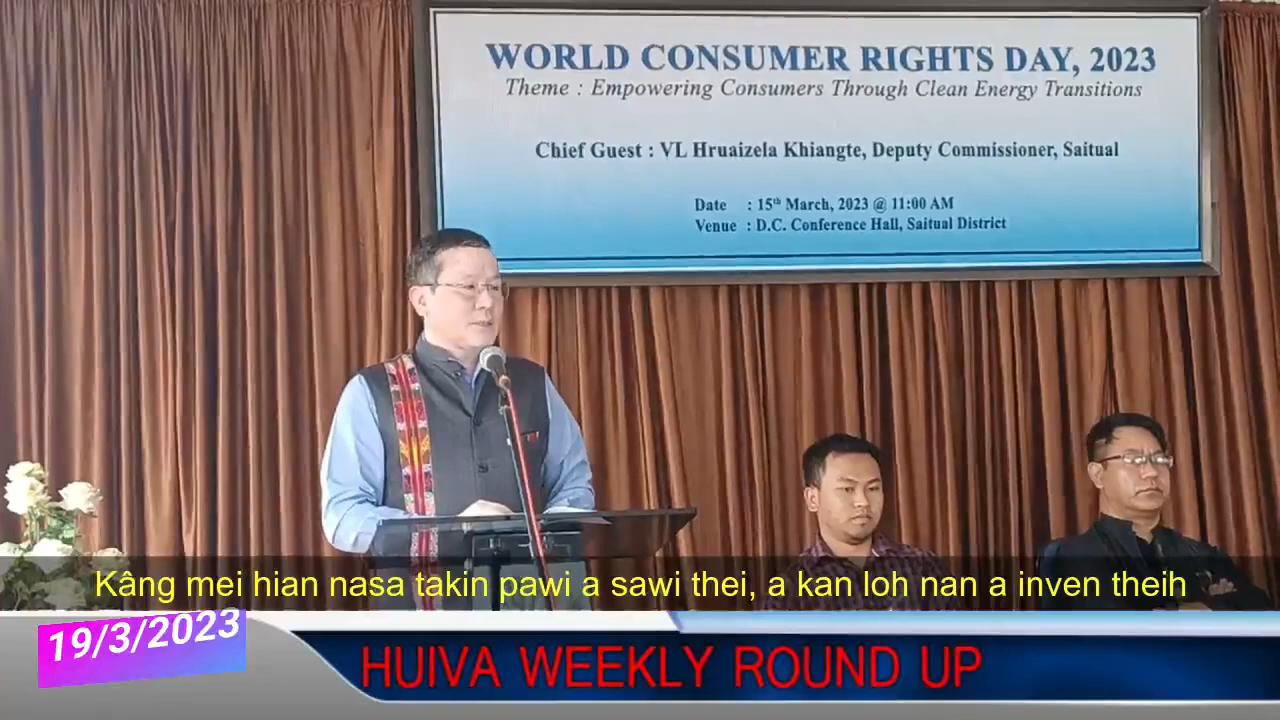 WORLD CONSUMER RIGHTS DAY, 2023
Theme : Empowering Consumers Through Clean Energy Transitions
Chief Guest : VL Hruaizela Khiangte, Deputy Commissioner, Saitual
Date : 15th March, 2023 @ 11:00 AM
Venue : D.C. Conference Hall, Saitual District
Kâng mei hian nasa takin pawi a sawi thei, a kan loh nan a inven theih
19/3/2023
HUIVA WEEKLY ROUND UP